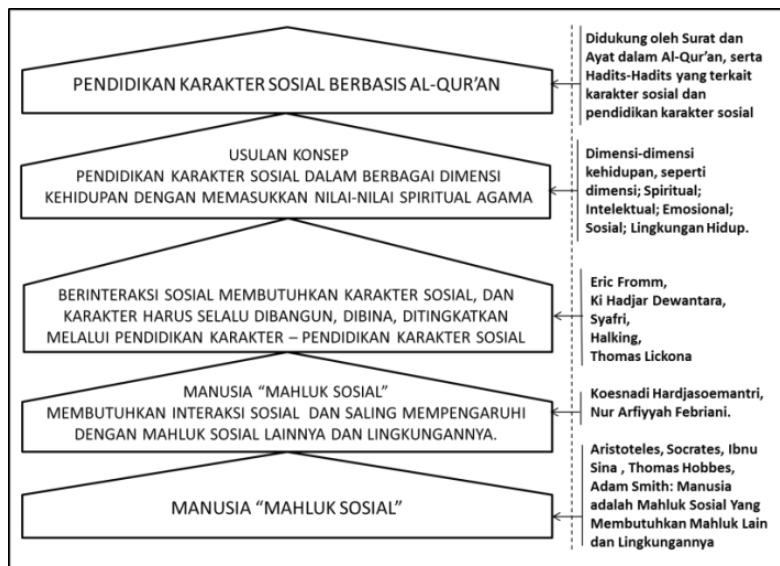 PENDIDIKAN KARAKTER SOSIAL BERBASIS AL-QUR'AN
Didukung oleh Surat dan
Ayat dalam Al-Qur'an, serta
Hadits-Hadits yang terkait
karakter sosial dan
pendidikan karakter sosial
USULAN KONSEP
PENDIDIKAN KARAKTER SOSIAL DALAM BERBAGAI DIMENSI
KEHIDUPAN DENGAN MEMASUKKAN NILAI-NILAI SPIRITUAL AGAMA
Dimensi-dimensi
kehidupan, seperti
dimensi; Spiritual;
Intelektual; Emosional;
Sosial; Lingkungan Hidup.
BERINTERAKSI SOSIAL MEMBUTUHKAN KARAKTER SOSIAL, DAN
KARAKTER HARUS SELALU DIBANGUN, DIBINA, DITINGKATKAN
MELALUI PENDIDIKAN KARAKTER – PENDIDIKAN KARAKTER SOSIAL
Eric Fromm,
Ki Hadjar Dewantara,
Syafri,
Halking,
Thomas Lickona
MANUSIA "MAHLUK SOSIAL"
MEMBUTUHKAN INTERAKSI SOSIAL DAN SALING MEMPENGARUHI
DENGAN MAHLUK SOSIAL LAINNYA DAN LINGKUNGANNYA.
Koesnadi Hardjasoemantri,
Nur Arfiyyah Febriani.
MANUSIA "MAHLUK SOSIAL"
Aristoteles, Socrates, Ibnu
Sina , Thomas Hobbes,
Adam Smith: Manusia
adalah Mahluk Sosial Yang
Membutuhkan Mahluk Lain
dan Lingkungannya